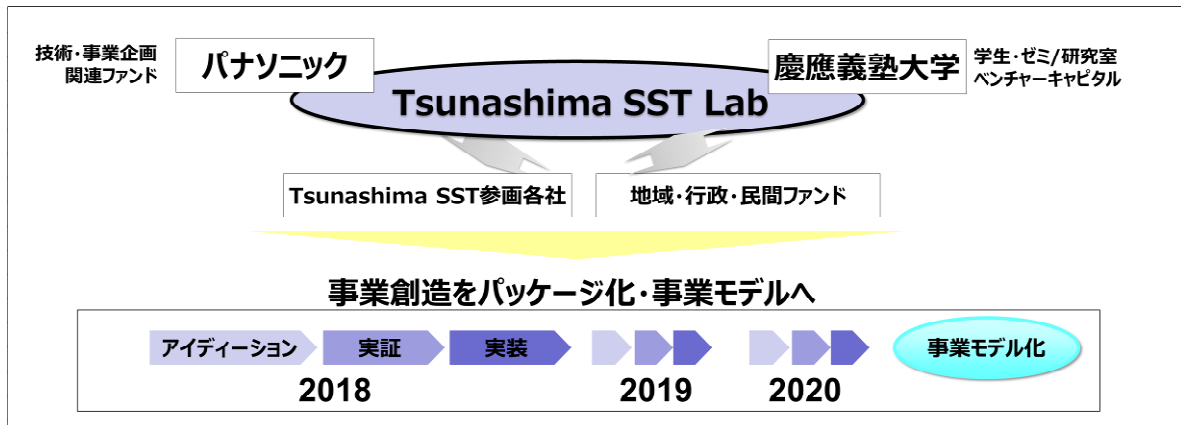 技術・事業企画
関連ファンド
パナソニック
慶應義塾大学
学生・ゼミ/研究室
ベンチャーキャピタル
Tsunashima SST Lab
Tsunashima SST参画各社
地域・行政・民間ファンド
事業創造をパッケージ化・事業モデルへ
アイディーション
実証
実装
事業モデル化
2018
2019
2020